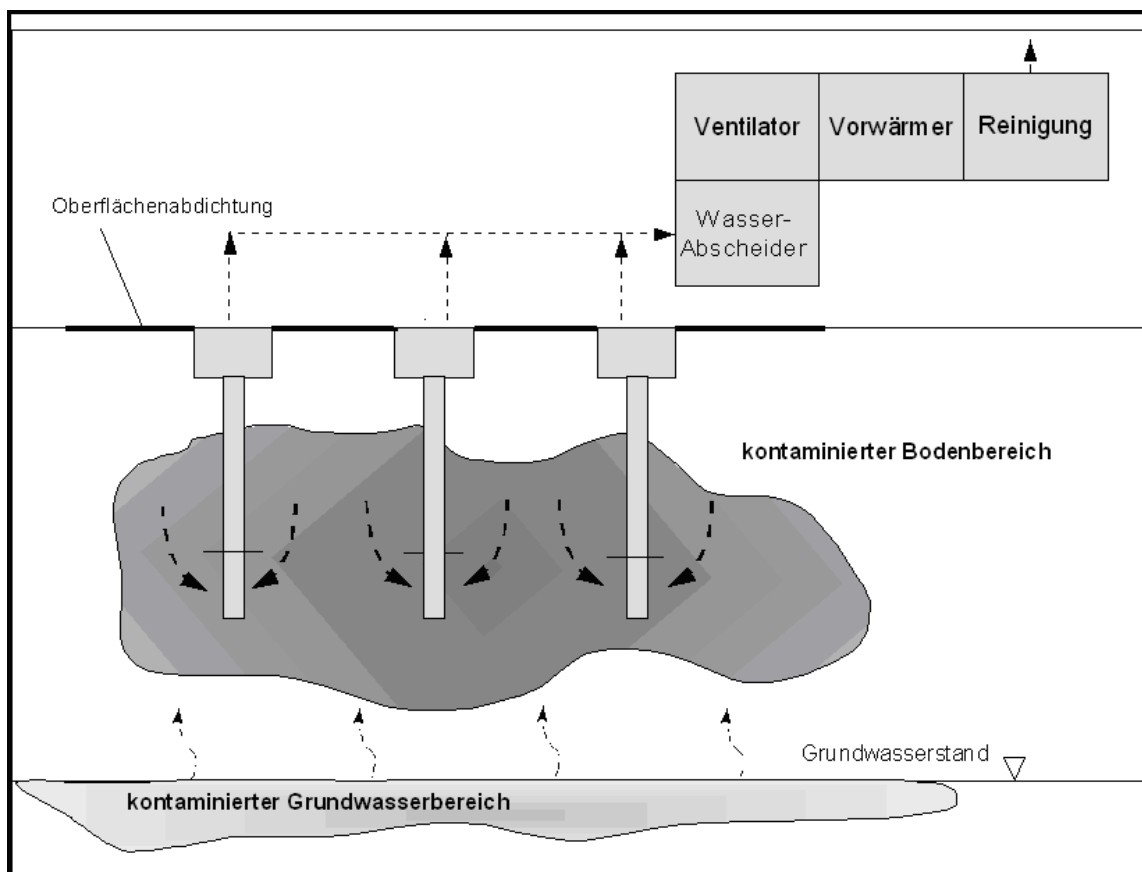 Ventilator
Vorwärmer
Reinigung
Oberflächenabdichtung
Wasser-
Abscheider
kontaminierter Bodenbereich
Grundwasserstand
kontaminierter Grundwasserbereich